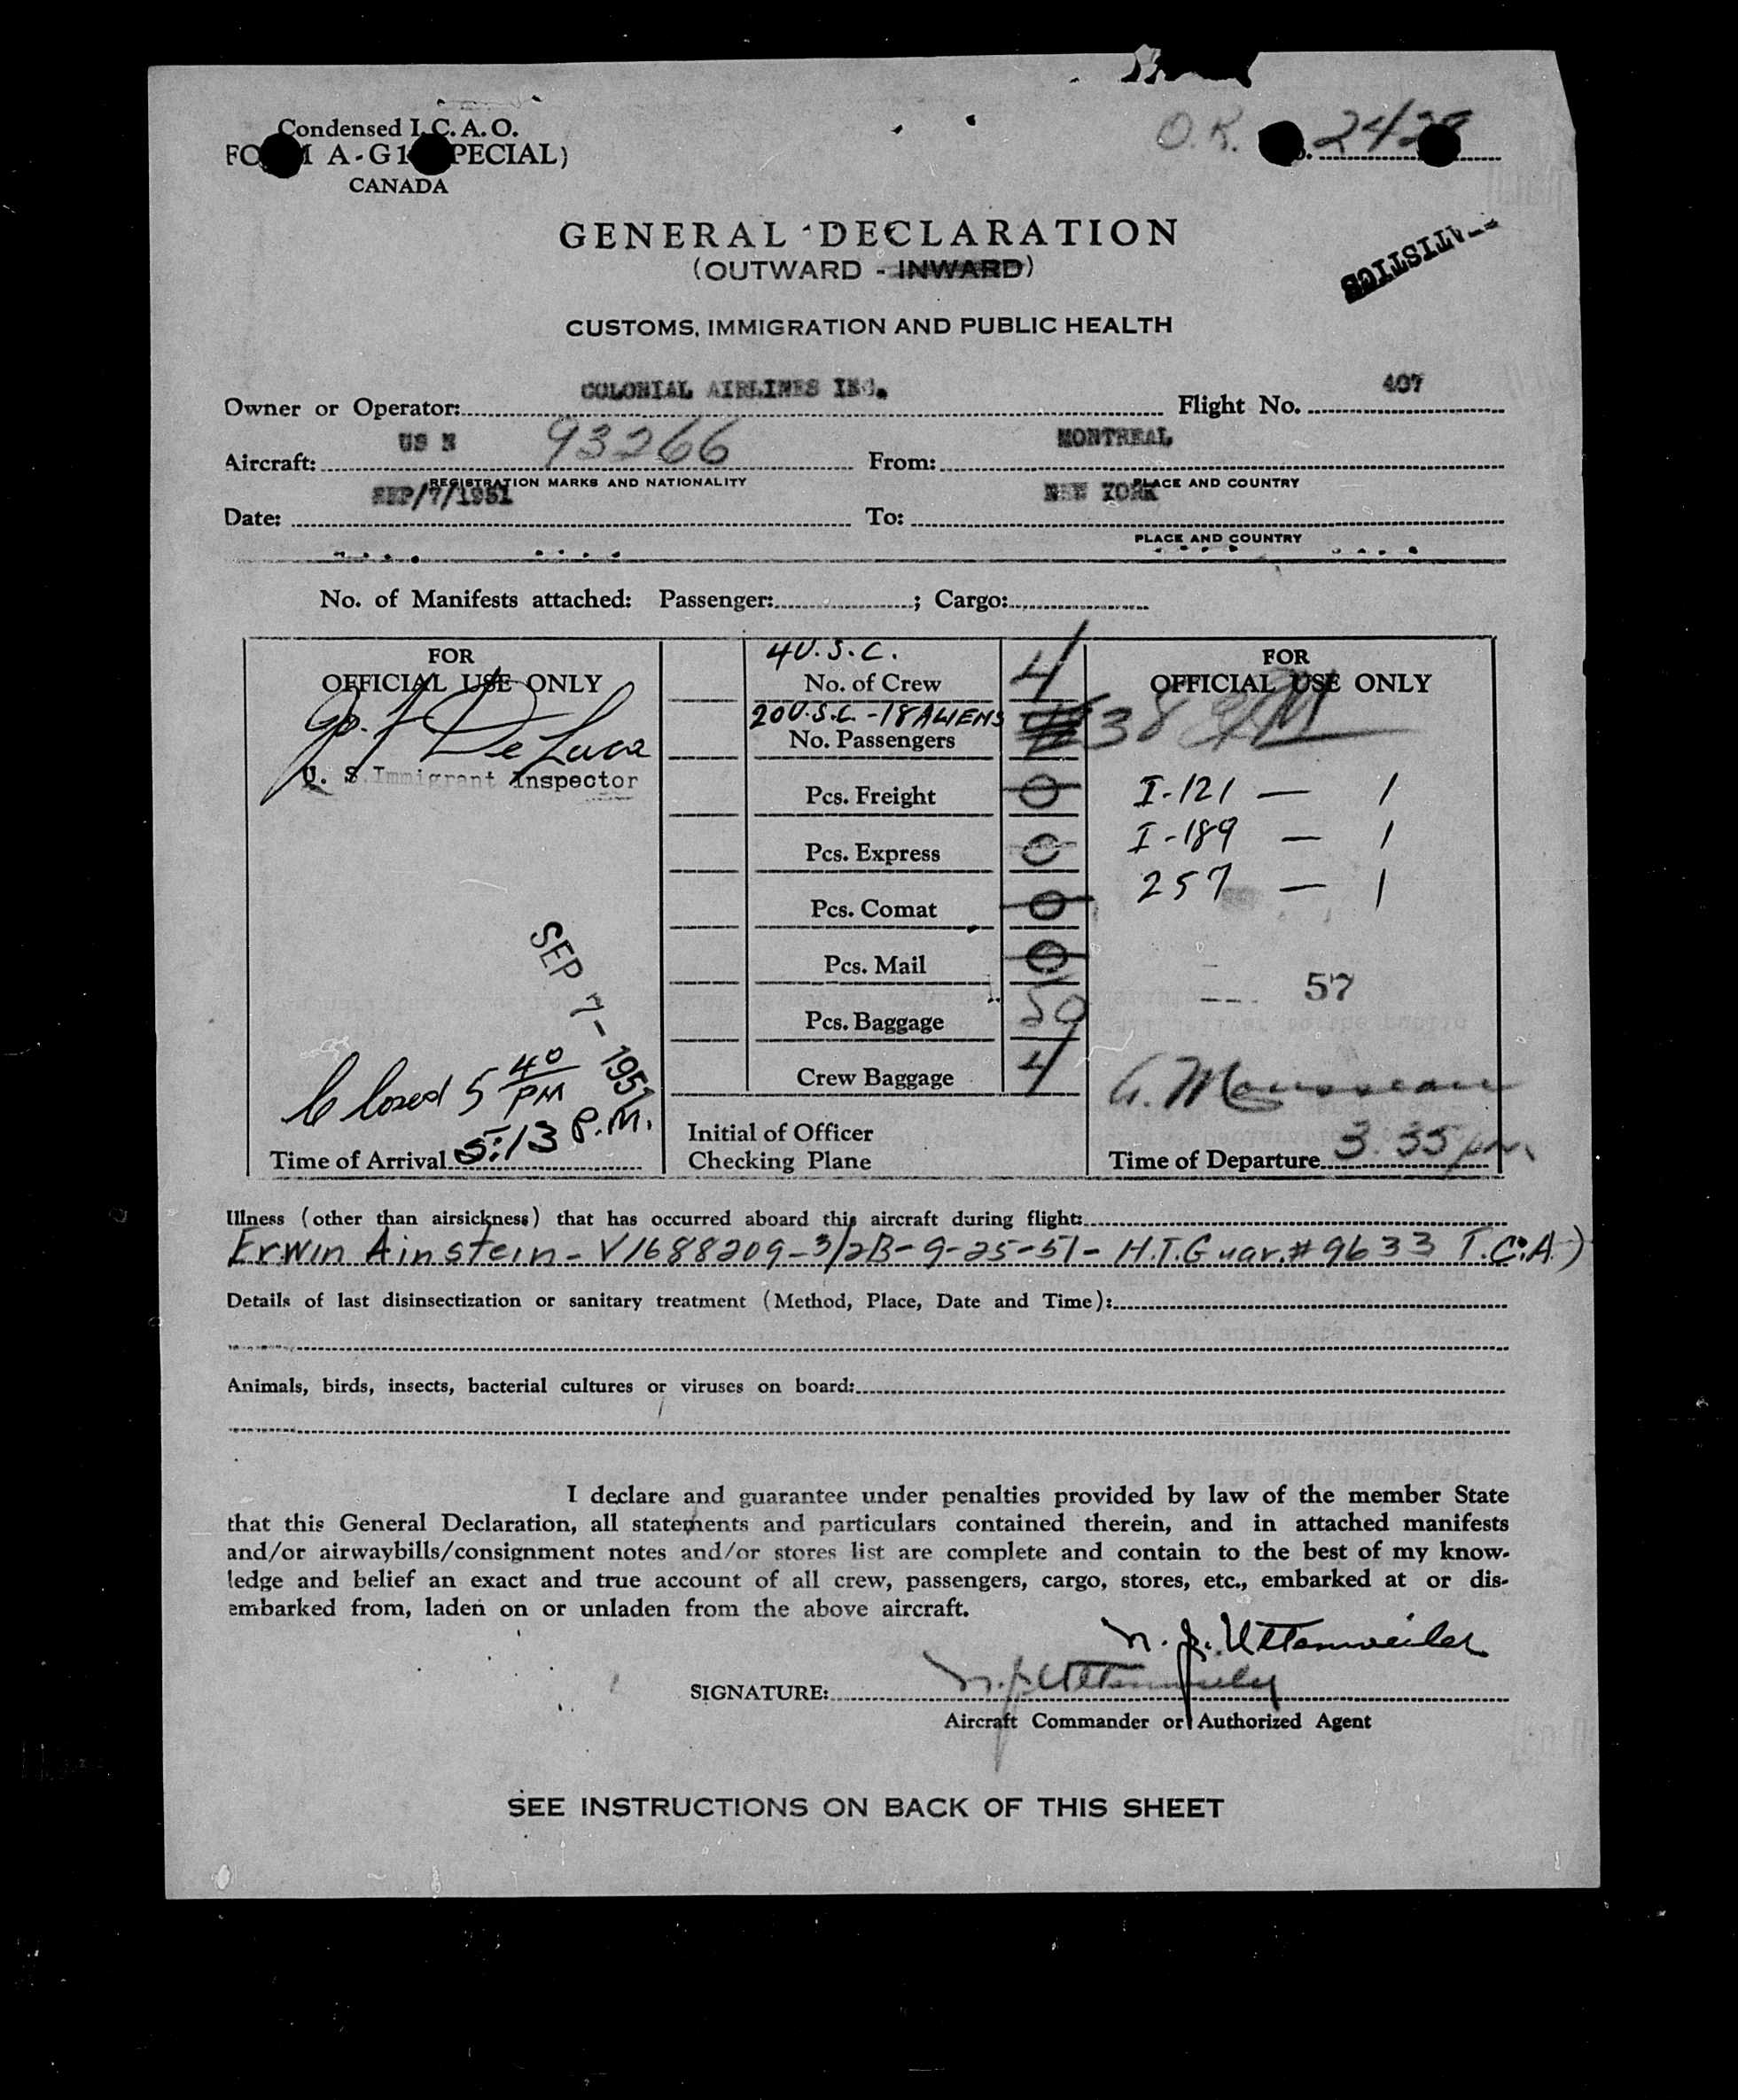 Condensed I.C.A.O.
FORM A-G1 (SPECIAL)
CANADA
O.K. 2428
GENERAL DECLARATION
(OUTWARD - INWARD)
STATISTICS
CUSTOMS, IMMIGRATION AND PUBLIC HEALTH
Owner or Operator: COLONIAL AIRLINES INC. Flight No. 407
Aircraft: US N 93266 From: MONTREAL
REGISTRATION MARKS AND NATIONALITY PLACE AND COUNTRY
Date: SEP/7/1951 To: NEW YORK
PLACE AND COUNTRY
No. of Manifests attached: Passenger: ; Cargo:
FOR OFFICIAL USE ONLY
De Luca
U. S. Immigrant Inspector
SEP 7 - 1951
Closed 5 40 PM
Time of Arrival 5:13 P.M.
4 U.S.C.
No. of Crew 4
20 U.S.C. - 18 ALIENS
No. Passengers 38
Pcs. Freight 0
Pcs. Express 0
Pcs. Comat 0
Pcs. Mail 0
Pcs. Baggage 50
Crew Baggage 4
Initial of Officer
Checking Plane
FOR
OFFICIAL USE ONLY
I-121 — 1
I-189 — 1
257 — 1
57
G. Mousseau
Time of Departure 3.35 pm.
Illness (other than airsickness) that has occurred aboard this aircraft during flight:
Erwin Ainstein - V1688209 - 3/2B - 9-25-51 - H.T.Guar.#9633 T.C.A.)
Details of last disinsectization or sanitary treatment (Method, Place, Date and Time):
Animals, birds, insects, bacterial cultures or viruses on board:
I declare and guarantee under penalties provided by law of the member State
that this General Declaration, all statements and particulars contained therein, and in attached manifests
and/or airwaybills/consignment notes and/or stores list are complete and contain to the best of my know-
ledge and belief an exact and true account of all crew, passengers, cargo, stores, etc., embarked at or dis-
embarked from, laden on or unladen from the above aircraft.
N. J. Uttenweiler
SIGNATURE: N. J. Uttenweiler
Aircraft Commander or Authorized Agent
SEE INSTRUCTIONS ON BACK OF THIS SHEET